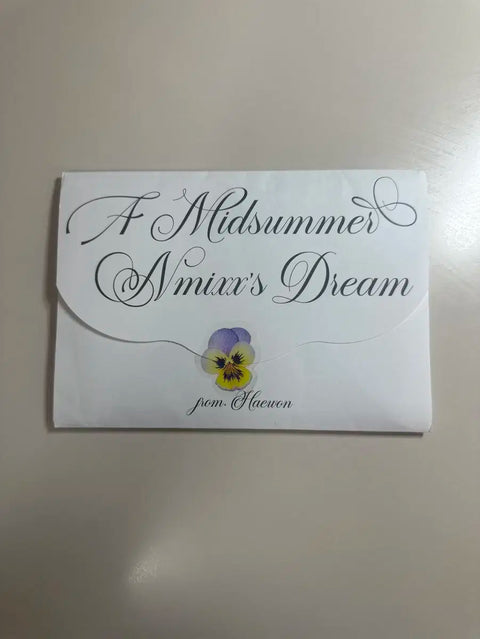 A Midsummer
Nmixx's Dream
from. Haewon